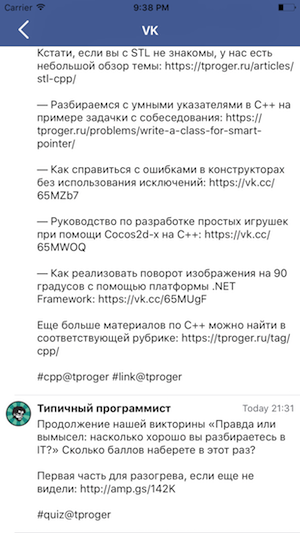 Carrier 9:38 PM
VK
Кстати, если вы с STL не знакомы, у нас есть
небольшой обзор темы: https://tproger.ru/articles/
stl-cpp/
— Разбираемся с умными указателями в C++ на
примере задачки с собеседования: https://
tproger.ru/problems/write-a-class-for-smart-
pointer/
— Как справиться с ошибками в конструкторах
без использования исключений: https://vk.cc/
65MZb7
— Руководство по разработке простых игрушек
при помощи Cocos2d-x на C++: https://vk.cc/
65MWOQ
— Как реализовать поворот изображения на 90
градусов с помощью платформы .NET
Framework: https://vk.cc/65MUgF
Еще больше материалов по C++ можно найти в
соответствующей рубрике: https://tproger.ru/tag/
cpp/
#cpp@tproger #link@tproger
Типичный программист Today 21:31
Продолжение нашей викторины «Правда или
вымысел: насколько хорошо вы разбираетесь в
IT?» Сколько баллов наберете в этот раз?
Первая часть для разогрева, если еще не
видели: http://amp.gs/142K
#quiz@tproger